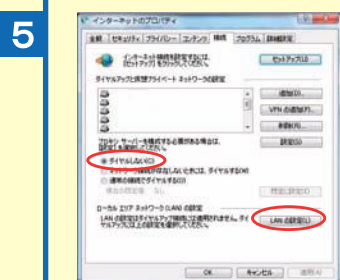 5
インターネットのプロパティ
全般 セキュリティ プライバシー コンテンツ 接続 プログラム 詳細設定
インターネット接続を設定するには、
[セットアップ] をクリックしてください。
セットアップ(U)
ダイヤルアップと仮想プライベート ネットワークの設定
追加(D)...
VPN の追加(P)...
削除(R)...
プロキシ サーバーを構成する必要がある場合は、
[設定] を選択してください。
設定(S)
ダイヤルしない(C)
ネットワーク接続が存在しないときには、ダイヤルする(W)
通常の接続でダイヤルする(O)
現在の既定値 なし
既定に設定(E)
ローカル エリア ネットワーク (LAN) の設定
LAN の設定はダイヤルアップ接続には適用されません。ダイ
ヤルアップには上の設定を選択してください。
LAN の設定(L)
OK キャンセル 適用(A)